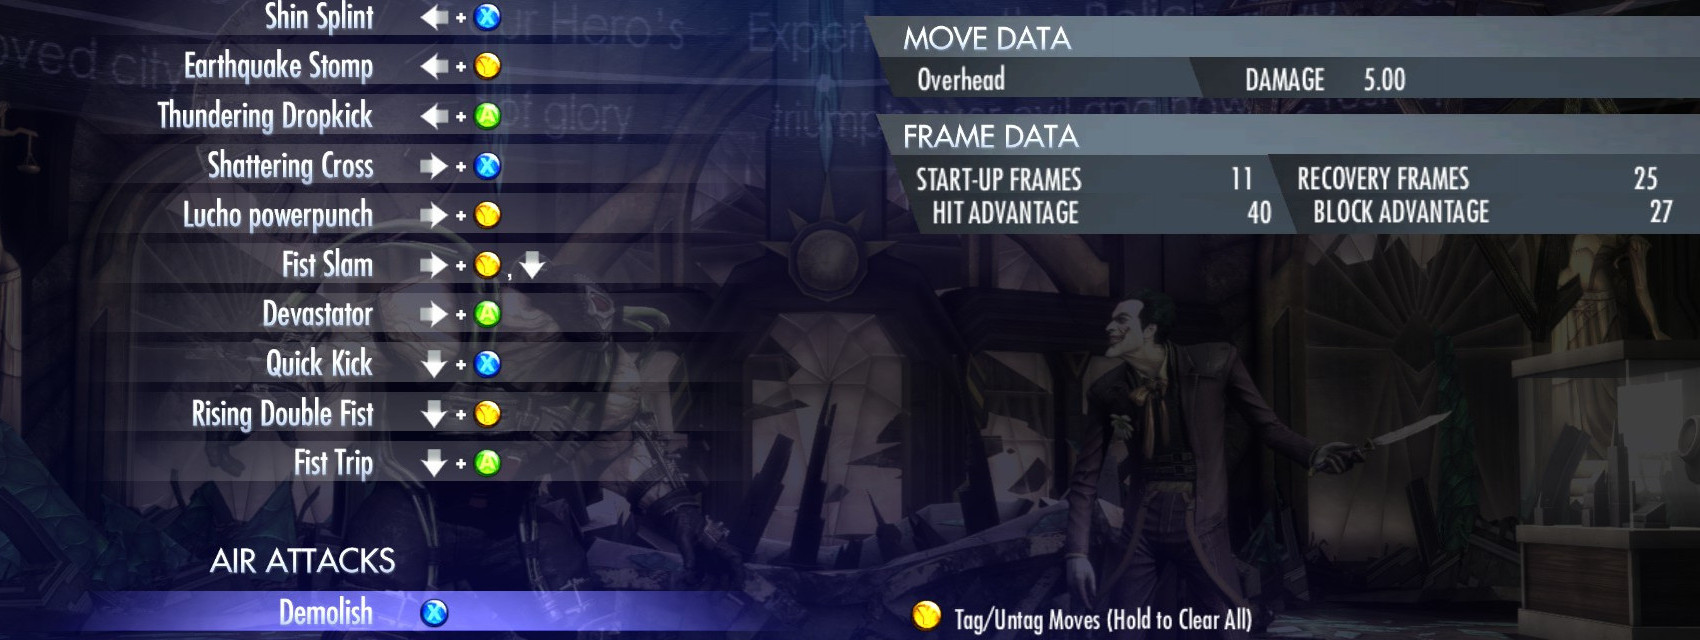 Shin Splint + X
Earthquake Stomp + Y
Thundering Dropkick + A
Shattering Cross + X
Lucho powerpunch + Y
Fist Slam + Y ,
Devastator + A
Quick Kick + X
Rising Double Fist + Y
Fist Trip + A
AIR ATTACKS
Demolish X
MOVE DATA
Overhead DAMAGE 5.00
FRAME DATA
START-UP FRAMES 11 RECOVERY FRAMES 25
HIT ADVANTAGE 40 BLOCK ADVANTAGE 27
Y Tag/Untag Moves (Hold to Clear All)